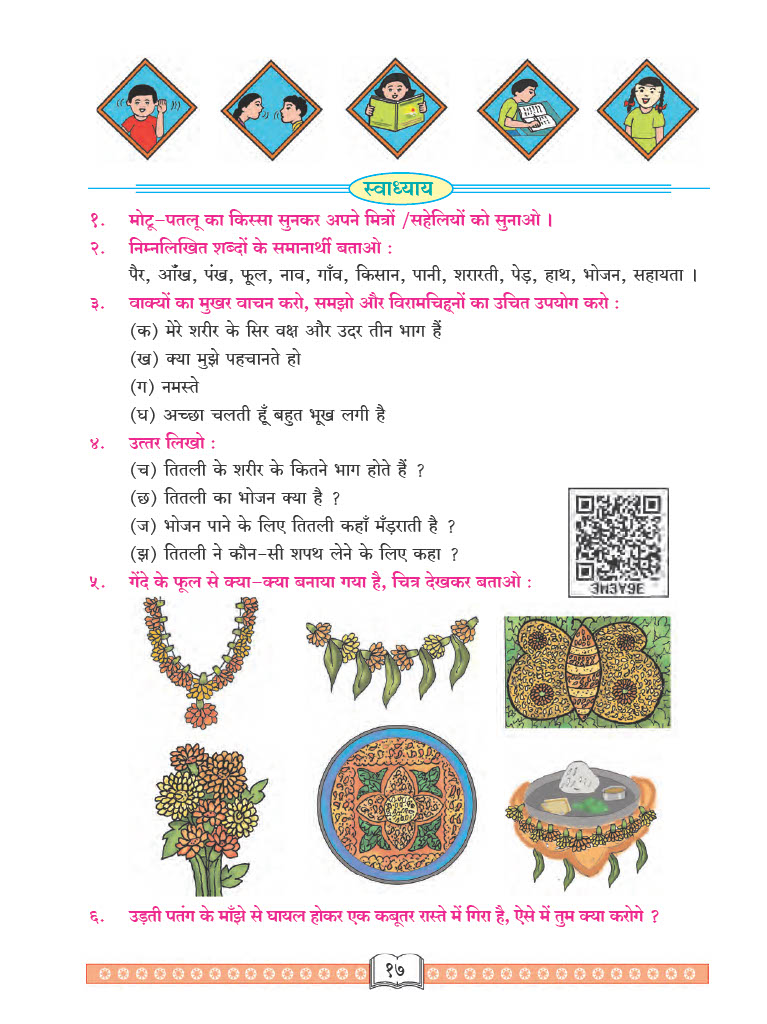 स्वाध्याय
१. मोटू-पतलू का किस्सा सुनकर अपने मित्रों /सहेलियों को सुनाओ ।
२. निम्नलिखित शब्दों के समानार्थी बताओ :
पैर, आँख, पंख, फूल, नाव, गाँव, किसान, पानी, शरारती, पेड़, हाथ, भोजन, सहायता ।
३. वाक्यों का मुखर वाचन करो, समझो और विरामचिह्नों का उचित उपयोग करो :
(क) मेरे शरीर के सिर वक्ष और उदर तीन भाग हैं
(ख) क्या मुझे पहचानते हो
(ग) नमस्ते
(घ) अच्छा चलती हूँ बहुत भूख लगी है
४. उत्तर लिखो :
(च) तितली के शरीर के कितने भाग होते हैं ?
(छ) तितली का भोजन क्या है ?
(ज) भोजन पाने के लिए तितली कहाँ मँड़राती है ?
(झ) तितली ने कौन-सी शपथ लेने के लिए कहा ?
3H3A9E
५. गेंदे के फूल से क्या-क्या बनाया गया है, चित्र देखकर बताओ :
६. उड़ती पतंग के माँझे से घायल होकर एक कबूतर रास्ते में गिरा है, ऐसे में तुम क्या करोगे ?
१७